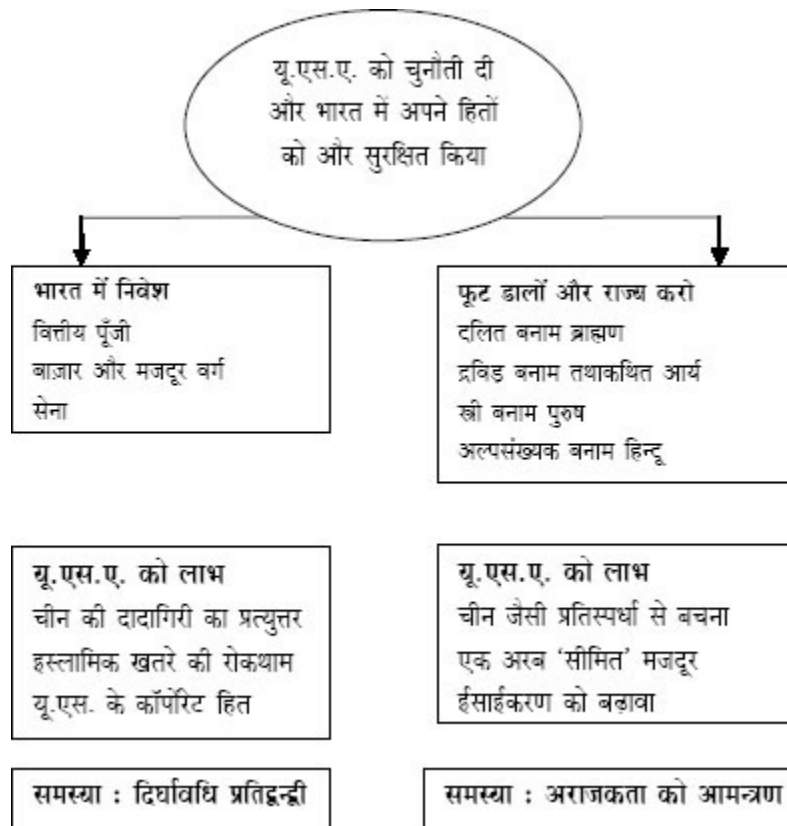 यू.एस.ए. को चुनौती दी
और भारत में अपने हितों
को और सुरक्षित किया
भारत में निवेश
वित्तीय पूँजी
बाज़ार और मजदूर वर्ग
सेना
फूट डालों और राज्य करो
दलित बनाम ब्राह्मण
द्रविड़ बनाम तथाकथित आर्य
स्त्री बनाम पुरुष
अल्पसंख्यक बनाम हिन्दू
यू.एस.ए. को लाभ
चीन की दादागिरी का प्रत्युत्तर
इस्लामिक खतरे की रोकथाम
यू.एस. के कॉर्पोरेट हित
यू.एस.ए. को लाभ
चीन जैसी प्रतिस्पर्धा से बचना
एक अरब ‘सीमित’ मजदूर
ईसाईकरण को बढ़ावा
समस्या : दिर्घावधि प्रतिद्वन्द्वी
समस्या : अराजकता को आमन्त्रण